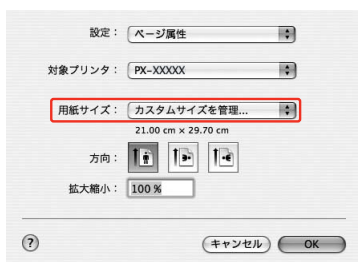 設定： ページ属性
対象プリンタ： PX-XXXXX
用紙サイズ： カスタムサイズを管理...
21.00 cm × 29.70 cm
方向：
拡大縮小： 100 %
? キャンセル OK